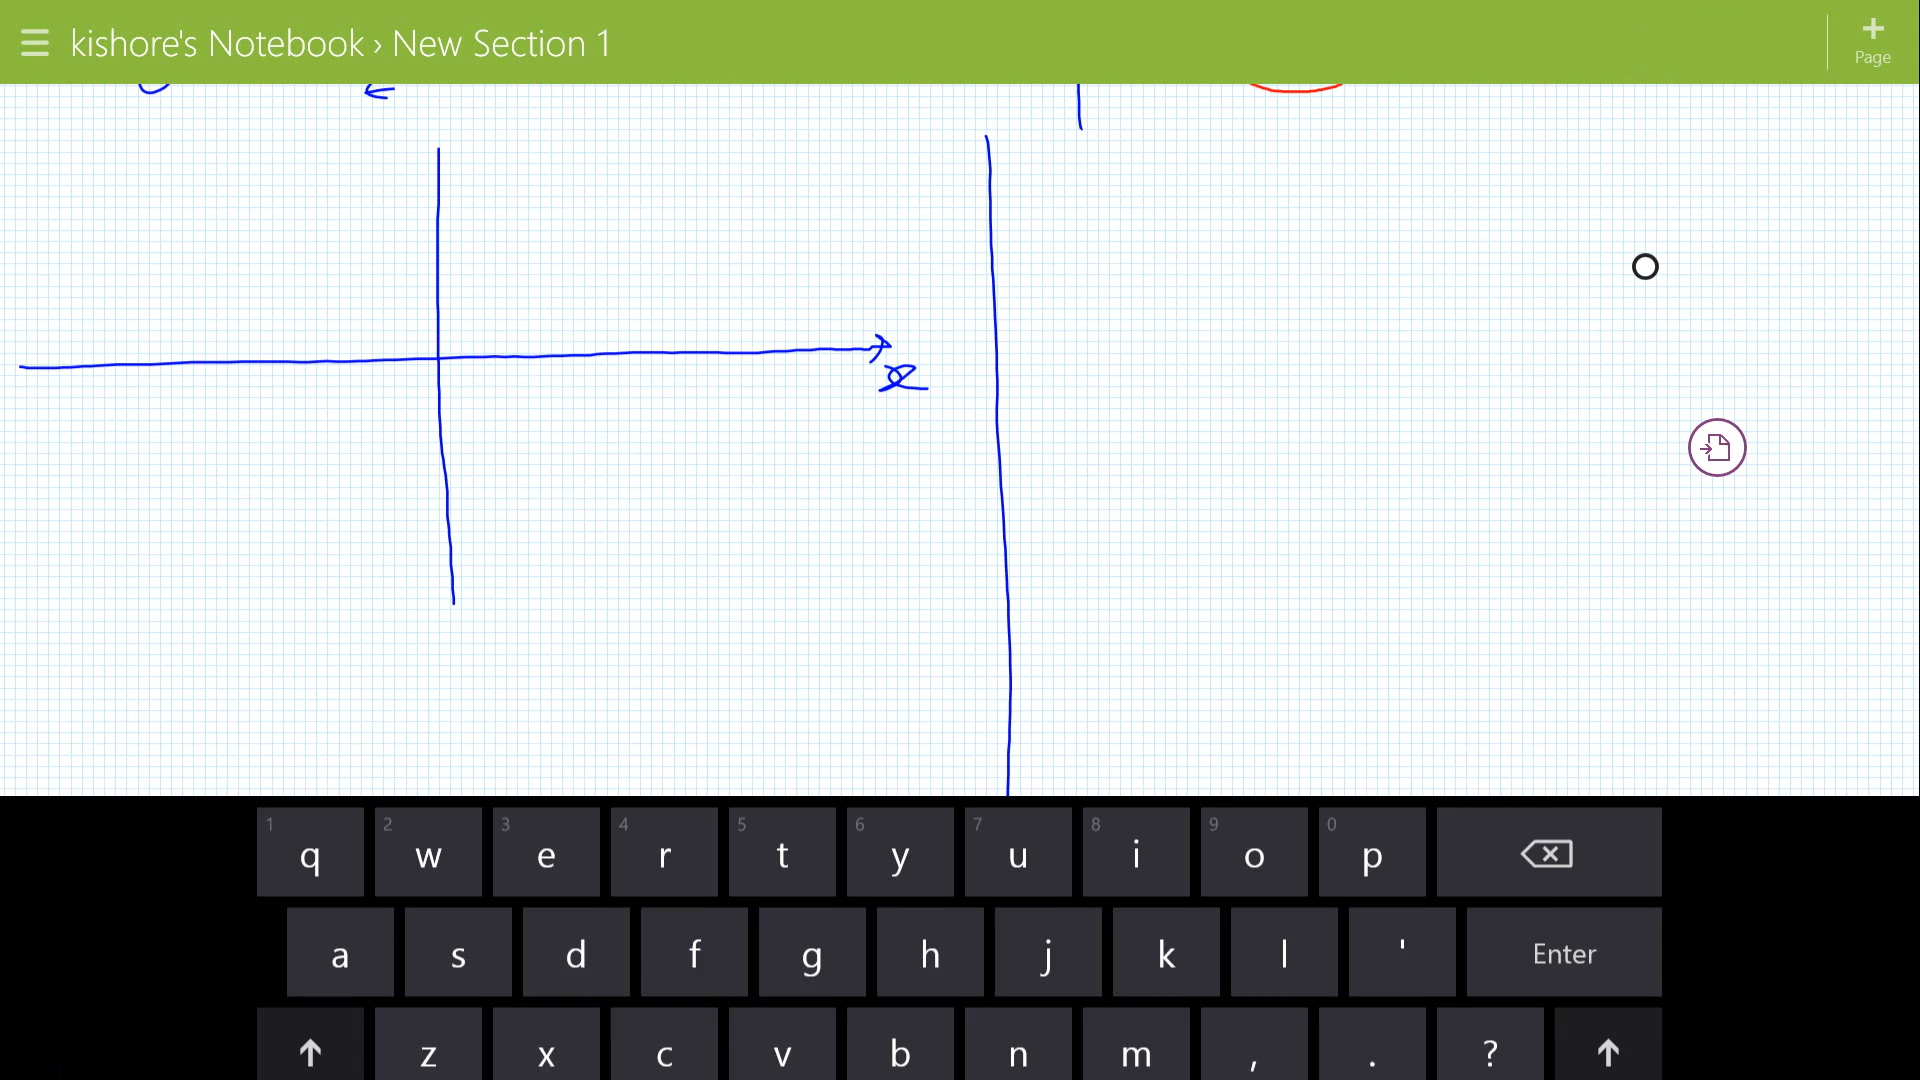 kishore's Notebook › New Section 1
+
Page
x
1 q 2 w 3 e 4 r 5 t 6 y 7 u 8 i 9 o 0 p
a s d f g h j k l ' Enter
z x c v b n m , . ?